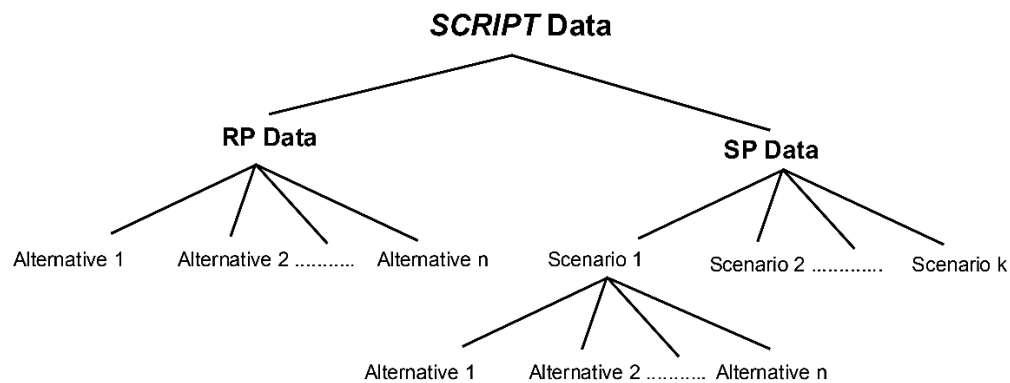 SCRIPT Data
RP Data
SP Data
Alternative 1
Alternative 2 ...........
Alternative n
Scenario 1
Scenario 2 .............
Scenario k
Alternative 1
Alternative 2 ...........
Alternative n